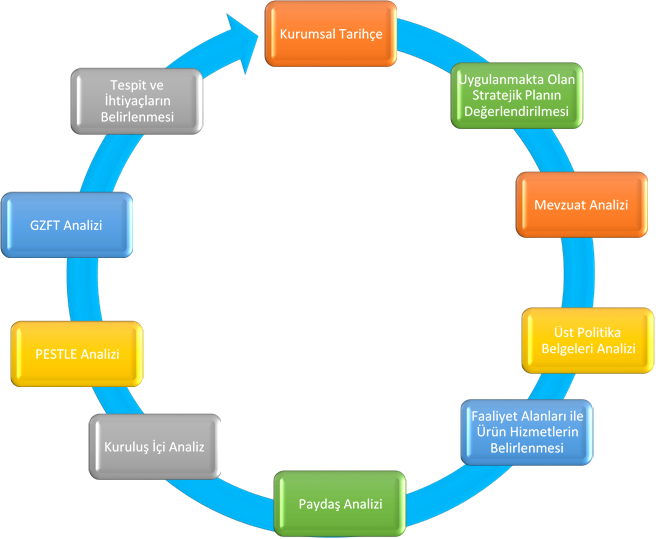 Kurumsal Tarihçe
Uygulanmakta Olan
Stratejik Planın
Değerlendirilmesi
Mevzuat Analizi
Üst Politika
Belgeleri Analizi
Faaliyet Alanları ile
Ürün Hizmetlerin
Belirlenmesi
Paydaş Analizi
Kuruluş İçi Analiz
PESTLE Analizi
GZFT Analizi
Tespit ve
İhtiyaçların
Belirlenmesi